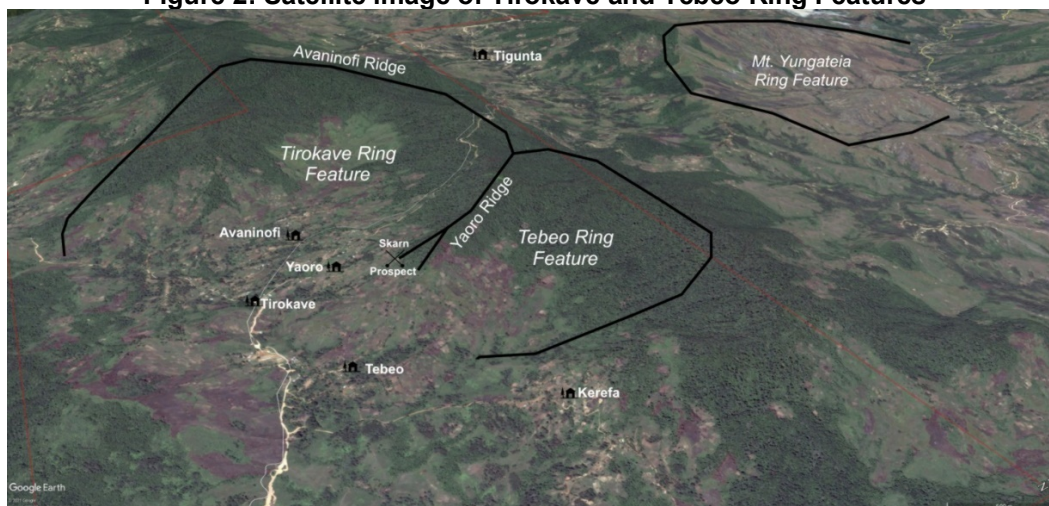 Figure 2: Satellite Image of Tirokave and Tebeo Ring Features
Avaninofi Ridge
Tigunta
Mt. Yungateia
Ring Feature
Tirokave Ring
Feature
Yaoro Ridge
Tebeo Ring
Feature
Avaninofi
Skarn
Prospect
Yaoro
Tirokave
Tebeo
Kerefa
Google Earth